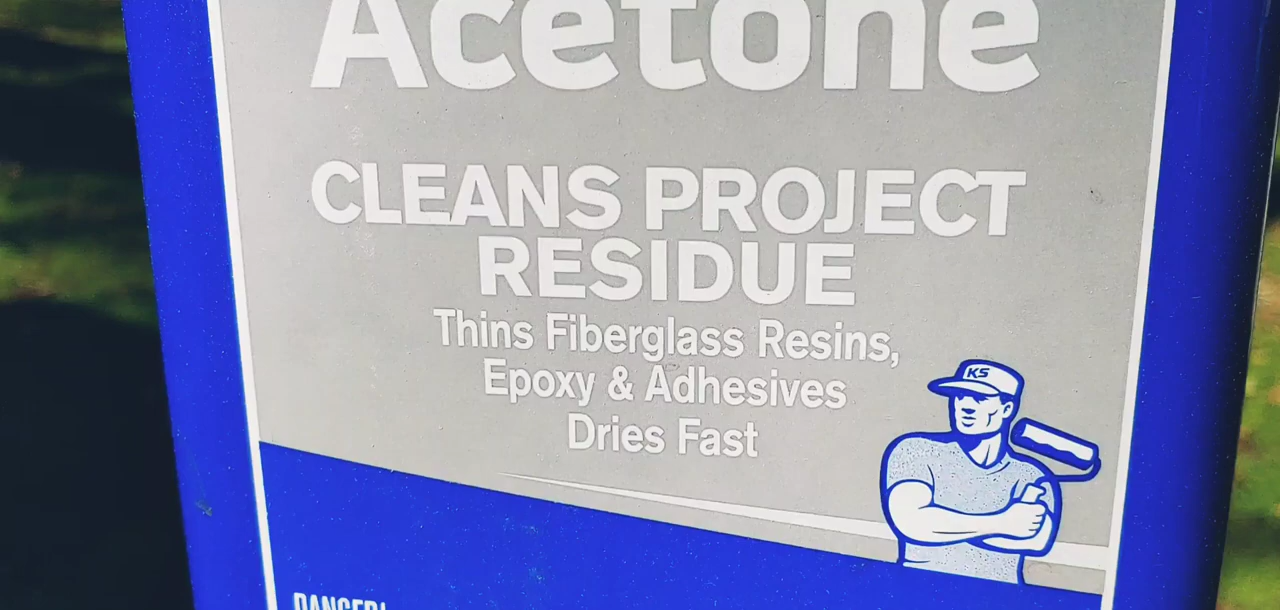 Acetone
CLEANS PROJECT
RESIDUE
Thins Fiberglass Resins,
Epoxy & Adhesives
Dries Fast
KS
DANGER!